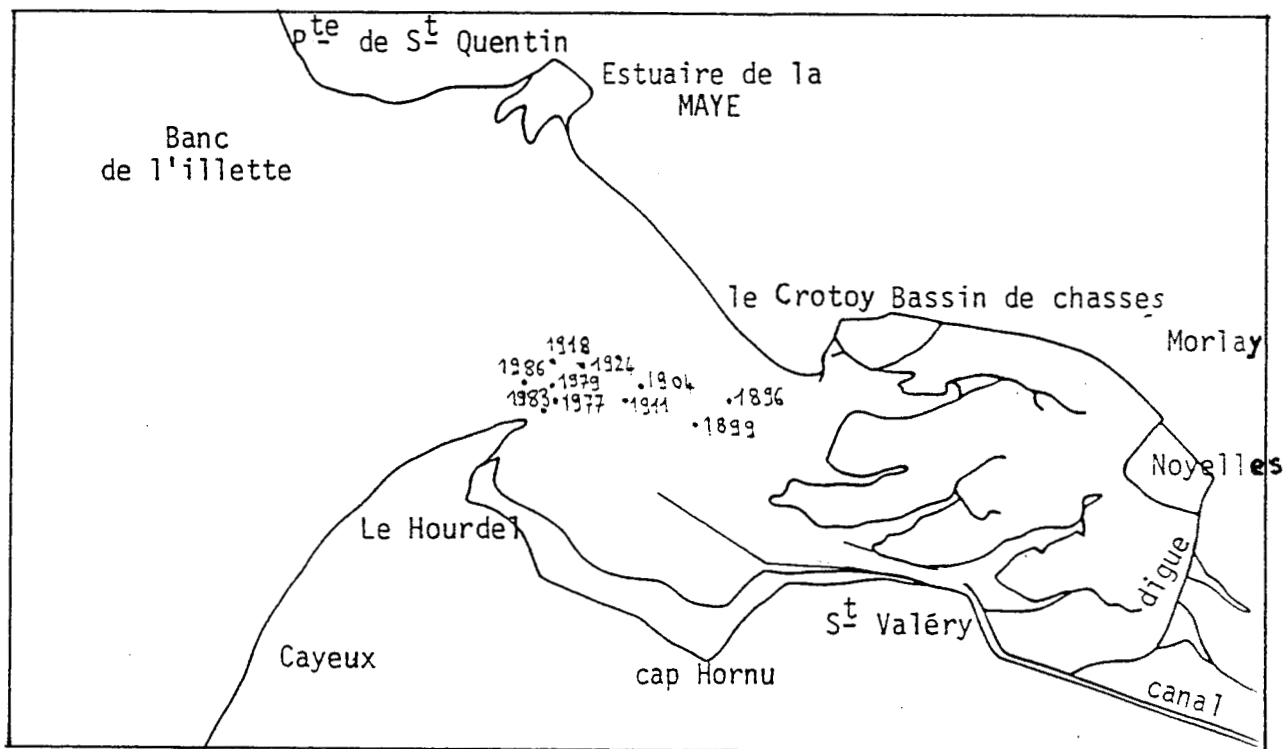 Pte de St Quentin
Estuaire de la
MAYE
Banc
de l'illette
le Crotoy Bassin de chasses
Morlay
1918
1986 1924
1979 1904
1983 1977 1911 1896
1899
Noyelles
Le Hourdel
digue
St Valéry
Cayeux
cap Hornu
canal